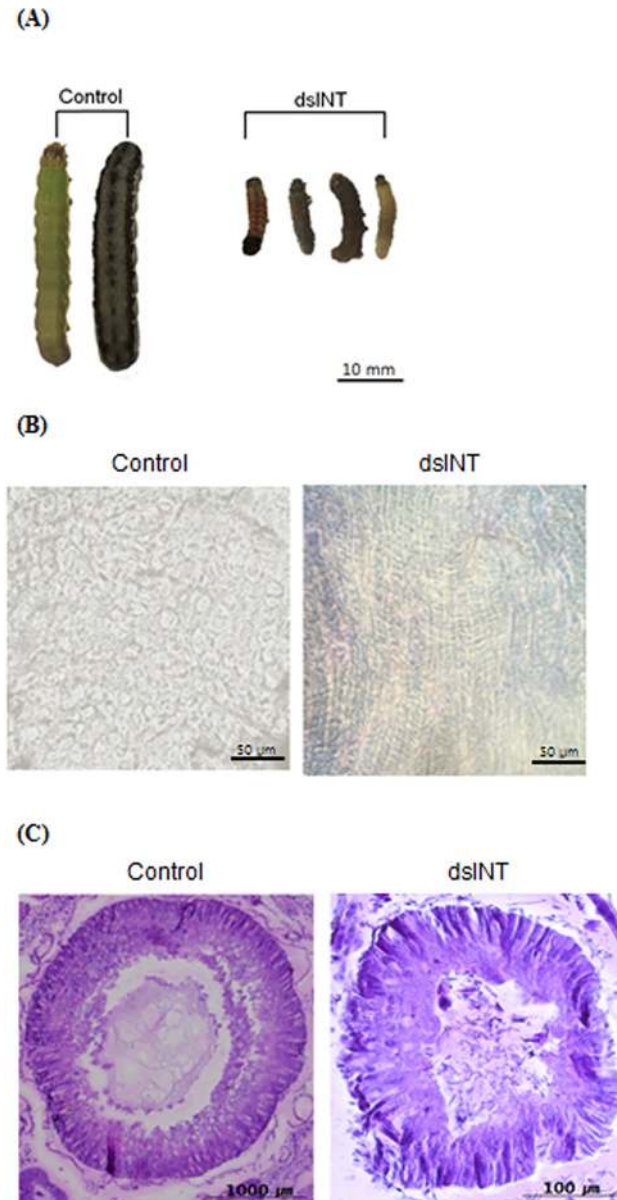 (A)
Control
dsINT
10 mm
(B)
Control
dsINT
50 μm
50 μm
(C)
Control
dsINT
1000 μm
100 μm